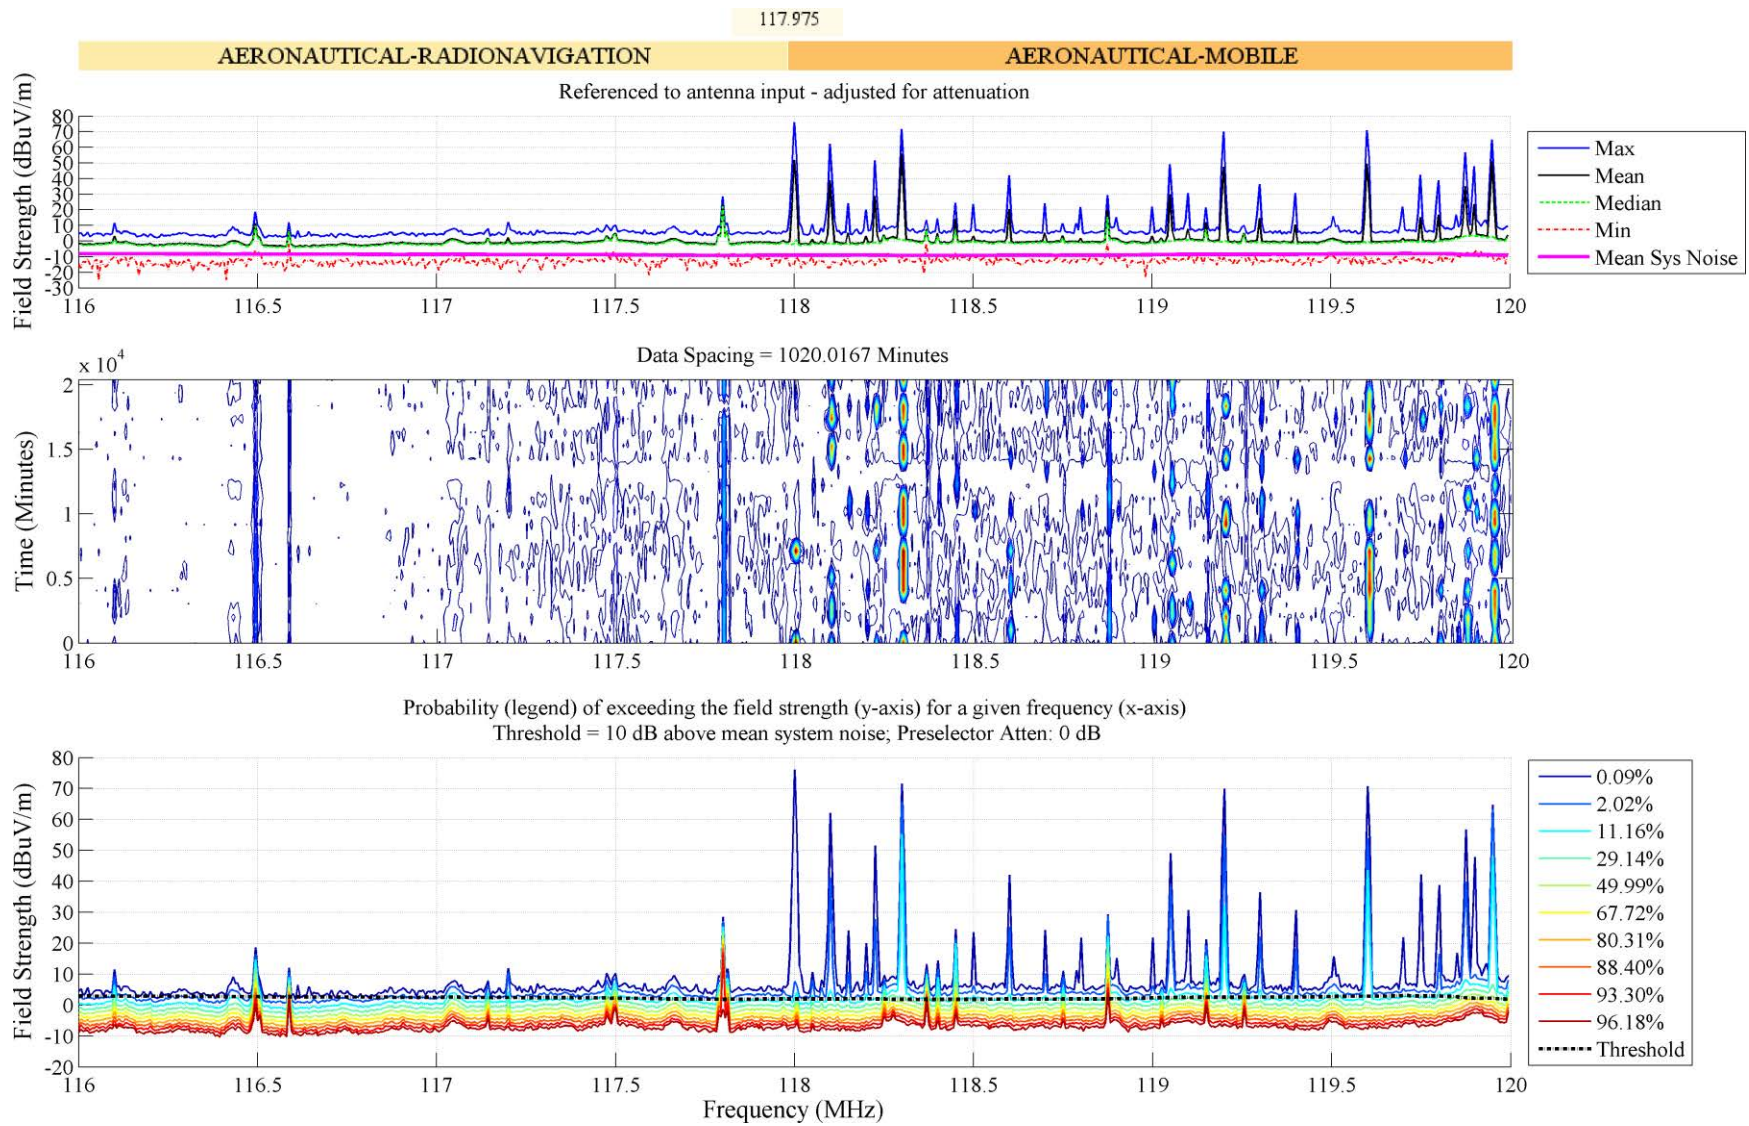 117.975
AERONAUTICAL-RADIONAVIGATION AERONAUTICAL-MOBILE
Referenced to antenna input - adjusted for attenuation
Field Strength (dBuV/m)
80
70
60
50
40
30
20
10
0
-10
-20
-30
116 116.5 117 117.5 118 118.5 119 119.5 120
Max
Mean
Median
Min
Mean Sys Noise
Data Spacing = 1020.0167 Minutes
x 10^4
Time (Minutes)
2
1.5
1
0.5
0
116 116.5 117 117.5 118 118.5 119 119.5 120
Probability (legend) of exceeding the field strength (y-axis) for a given frequency (x-axis)
Threshold = 10 dB above mean system noise; Preselector Atten: 0 dB
Field Strength (dBuV/m)
80
70
60
50
40
30
20
10
0
-10
-20
116 116.5 117 117.5 118 118.5 119 119.5 120
Frequency (MHz)
0.09%
2.02%
11.16%
29.14%
49.99%
67.72%
80.31%
88.40%
93.30%
96.18%
Threshold